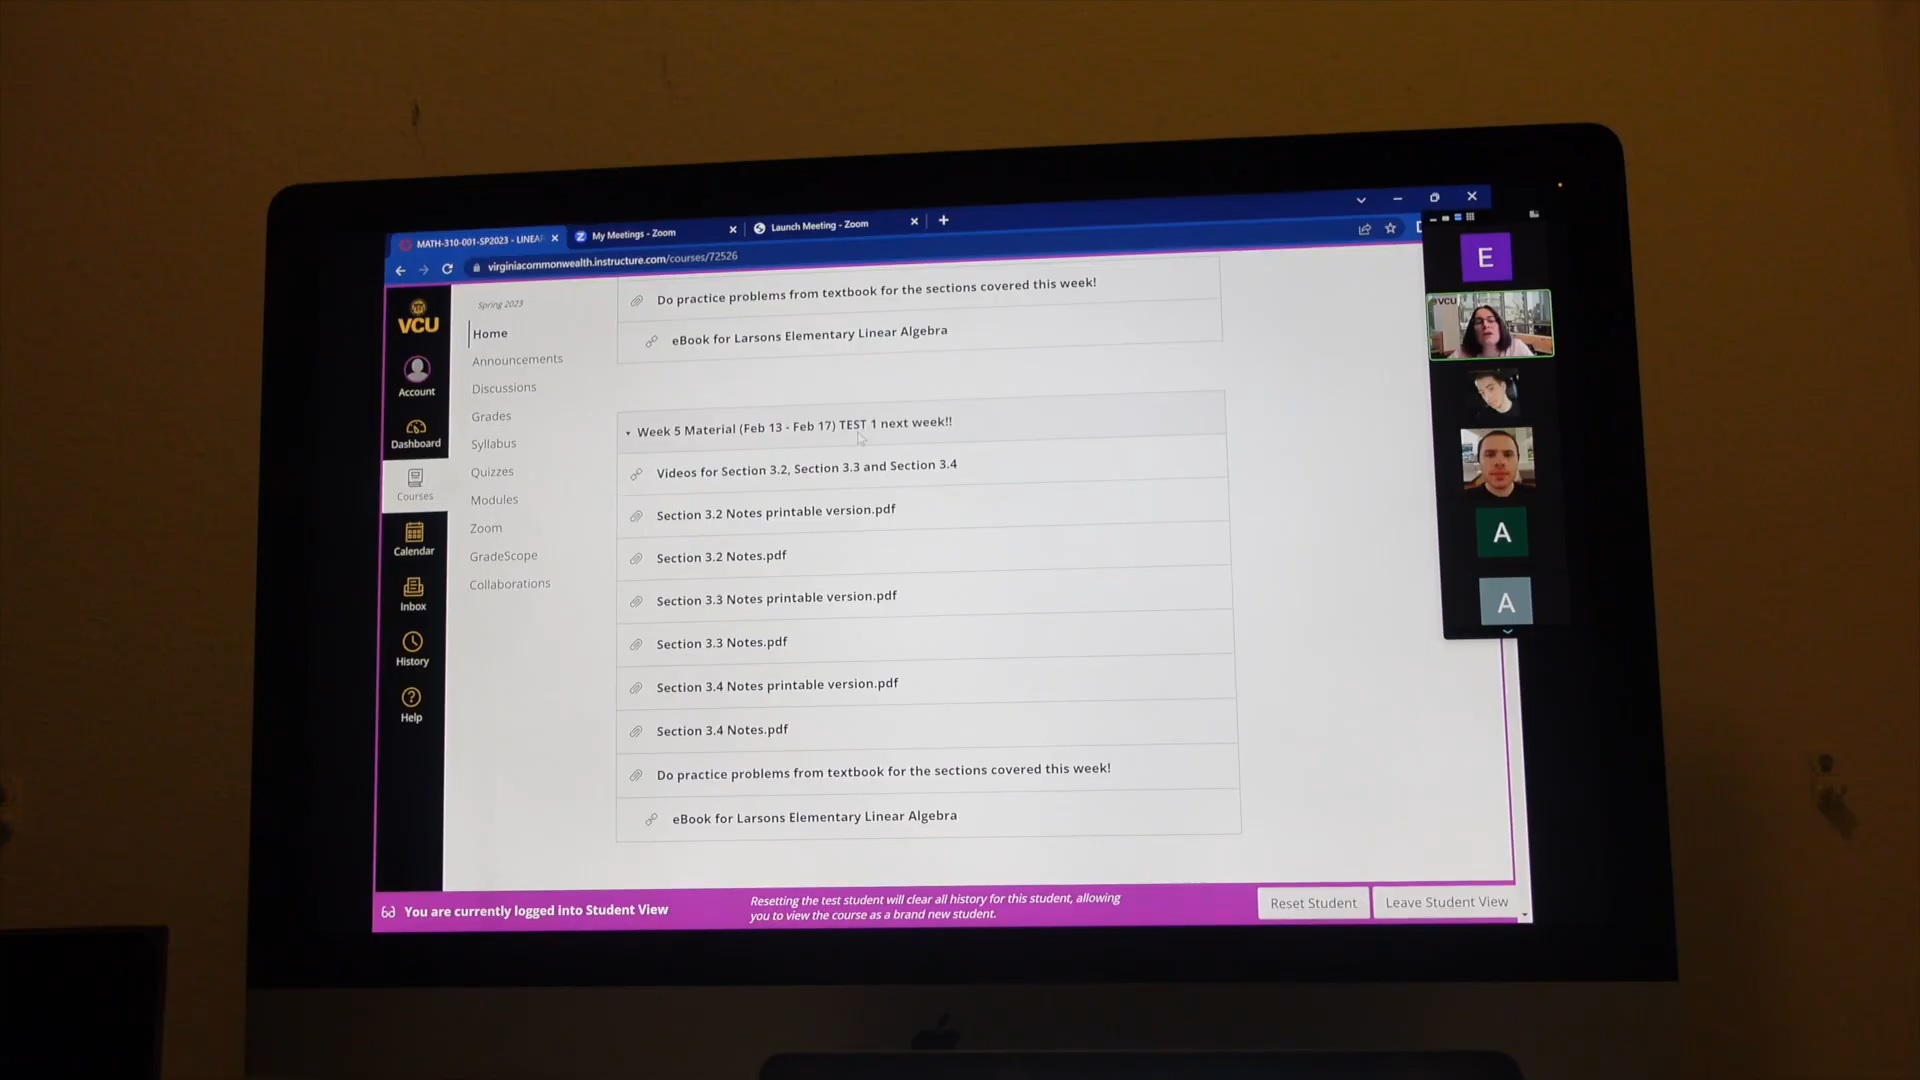 MATH-310-001-SP2023 - LINEAR
My Meetings - Zoom
Launch Meeting - Zoom
virginiacommonwealth.instructure.com/courses/72526
VCU
Account
Dashboard
Courses
Calendar
Inbox
History
Help
Spring 2023
Home
Announcements
Discussions
Grades
Syllabus
Quizzes
Modules
Zoom
GradeScope
Collaborations
Do practice problems from textbook for the sections covered this week!
eBook for Larsons Elementary Linear Algebra
Week 5 Material (Feb 13 - Feb 17) TEST 1 next week!!
Videos for Section 3.2, Section 3.3 and Section 3.4
Section 3.2 Notes printable version.pdf
Section 3.2 Notes.pdf
Section 3.3 Notes printable version.pdf
Section 3.3 Notes.pdf
Section 3.4 Notes printable version.pdf
Section 3.4 Notes.pdf
Do practice problems from textbook for the sections covered this week!
eBook for Larsons Elementary Linear Algebra
E
VCU
A
A
You are currently logged into Student View
Resetting the test student will clear all history for this student, allowing
you to view the course as a brand new student.
Reset Student
Leave Student View